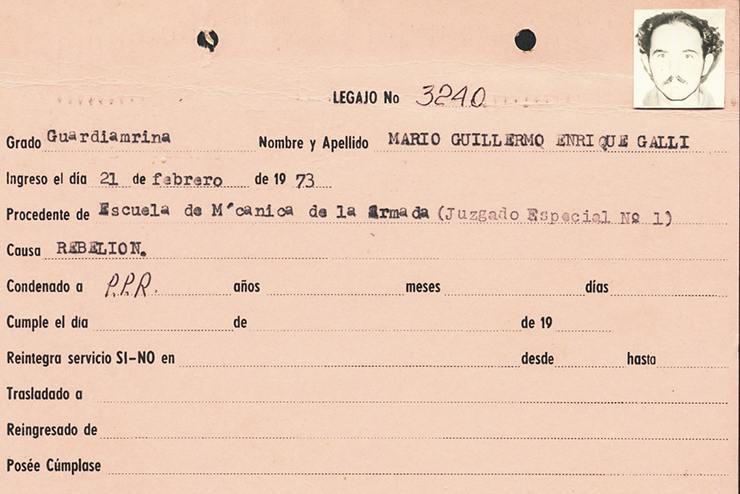 LEGAJO No 3240
Grado Guardiamrina Nombre y Apellido MARIO GUILLERMO ENRIQUE GALLI
Ingreso el día 21 de febrero de 19 73
Procedente de Escuela de M'canica de la Armada (Juzgado Especial Nº 1)
Causa REBELION.
Condenado a P.P.R. años meses días
Cumple el día de de 19
Reintegra servicio SI-NO en desde hasta
Trasladado a
Reingresado de
Posée Cúmplase